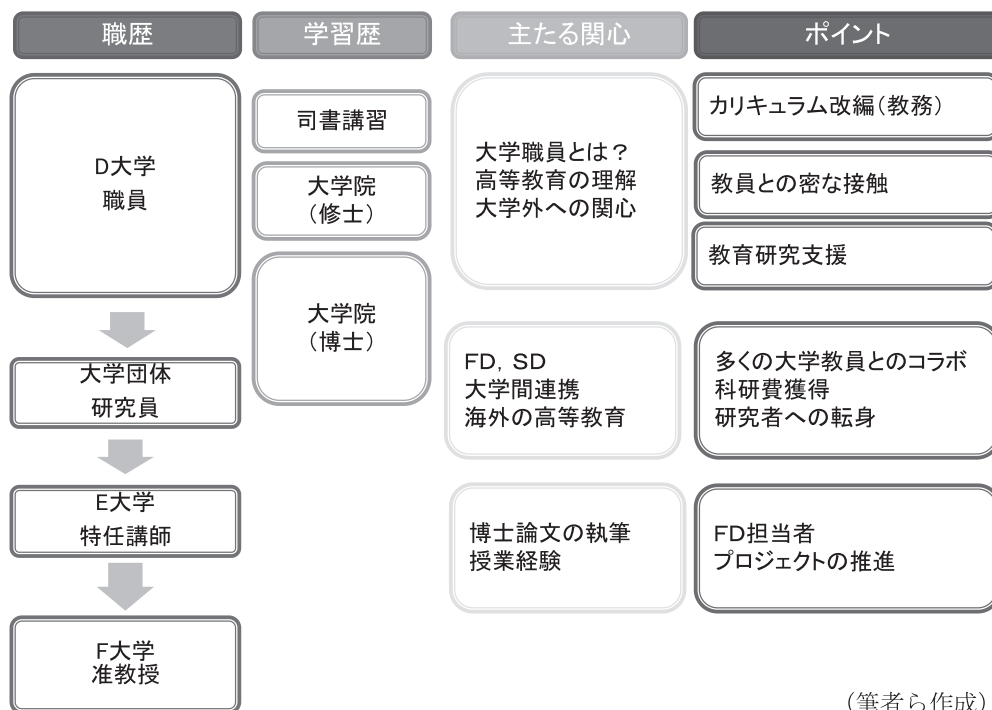 職歴
学習歴
主たる関心
ポイント
D大学
職員
司書講習
大学院
(修士)
大学院
(博士)
大学職員とは？
高等教育の理解
大学外への関心
カリキュラム改編(教務)
教員との密な接触
教育研究支援
大学団体
研究員
FD, SD
大学間連携
海外の高等教育
多くの大学教員とのコラボ
科研費獲得
研究者への転身
E大学
特任講師
博士論文の執筆
授業経験
FD担当者
プロジェクトの推進
F大学
准教授
(筆者ら作成)